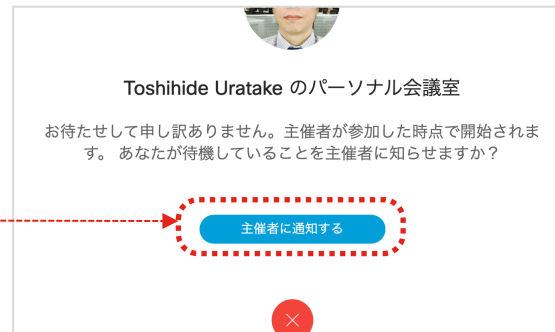 Toshihide Uratake のパーソナル会議室
お待たせして申し訳ありません。主催者が参加した時点で開始されま
す。 あなたが待機していることを主催者に知らせますか？
主催者に通知する